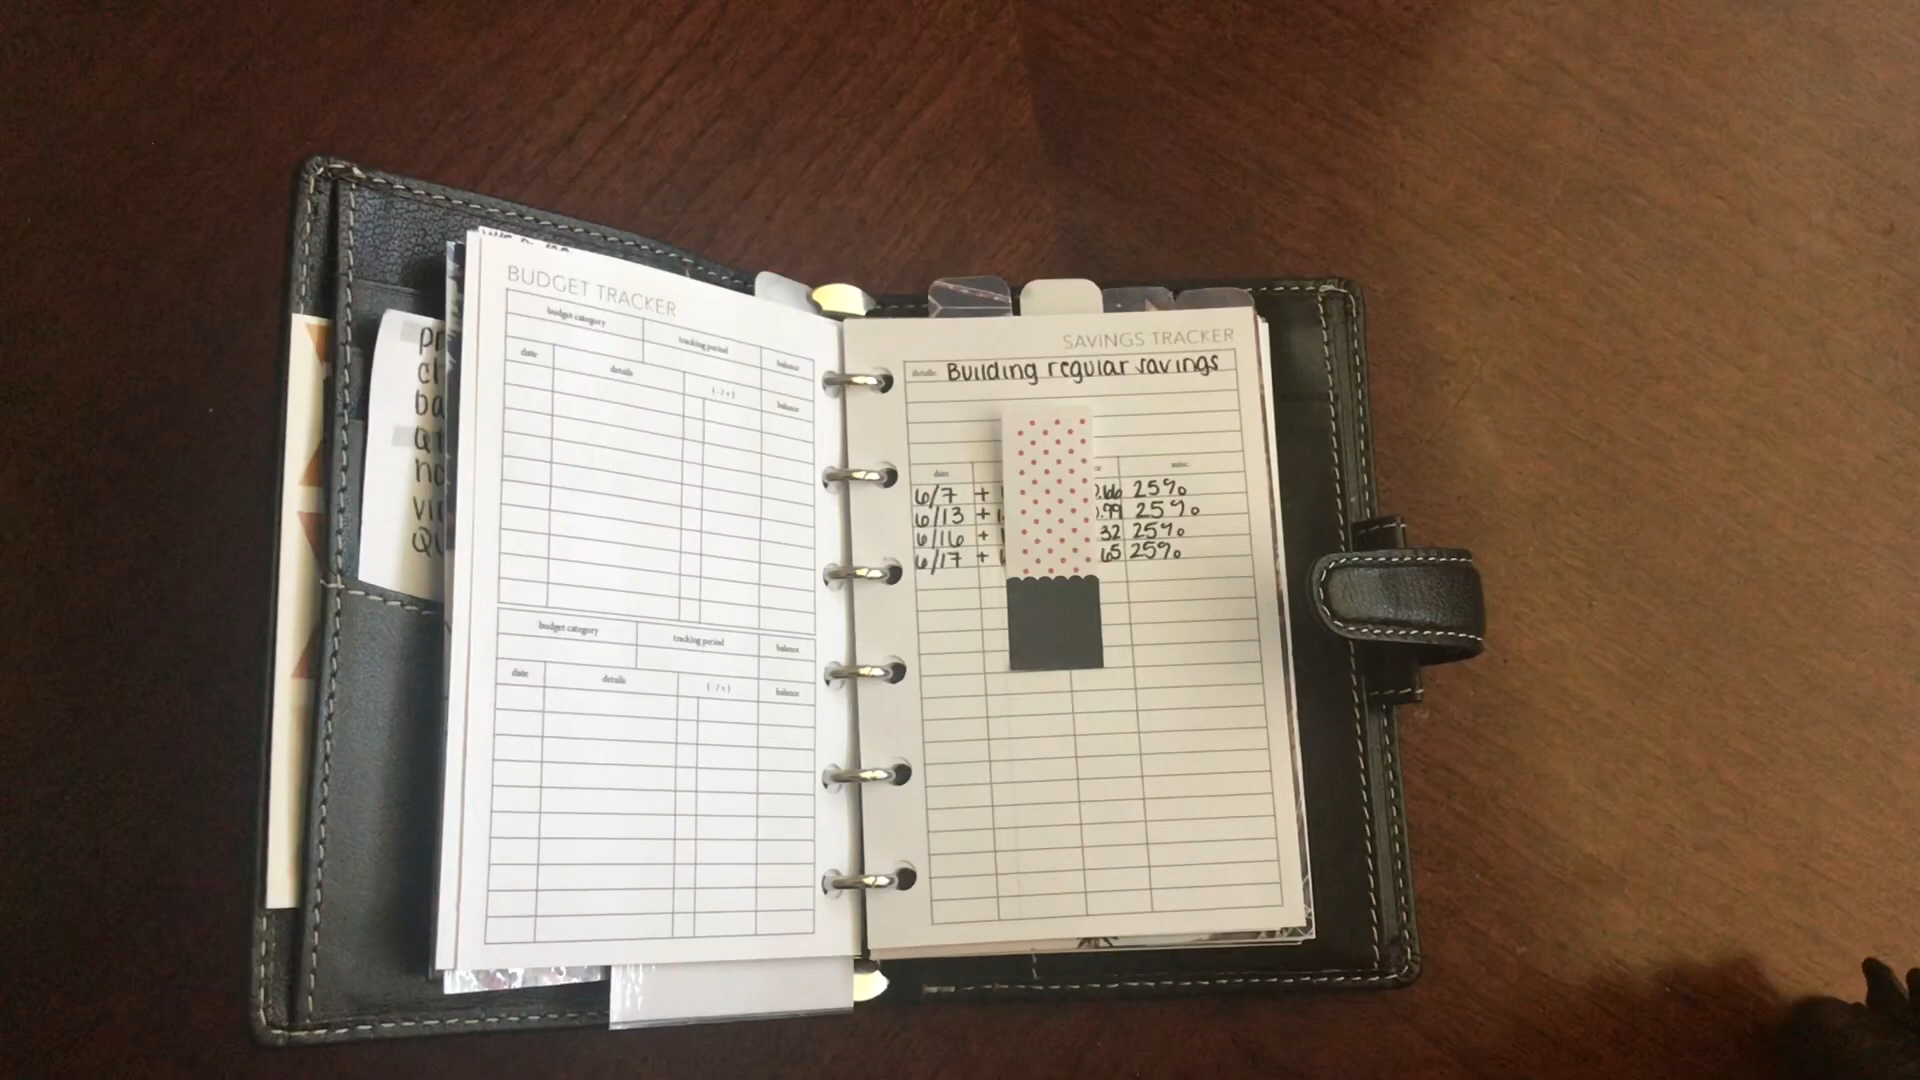 BUDGET TRACKER
budget category tracking period balance
date details (-/+) balance
budget category tracking period balance
date details (-/+) balance
SAVINGS TRACKER
details Building regular savings
date misc.
6/7 + .66 25%
6/13 + 1. .99 25%
6/16 + 32 25%
6/17 + 65 25%